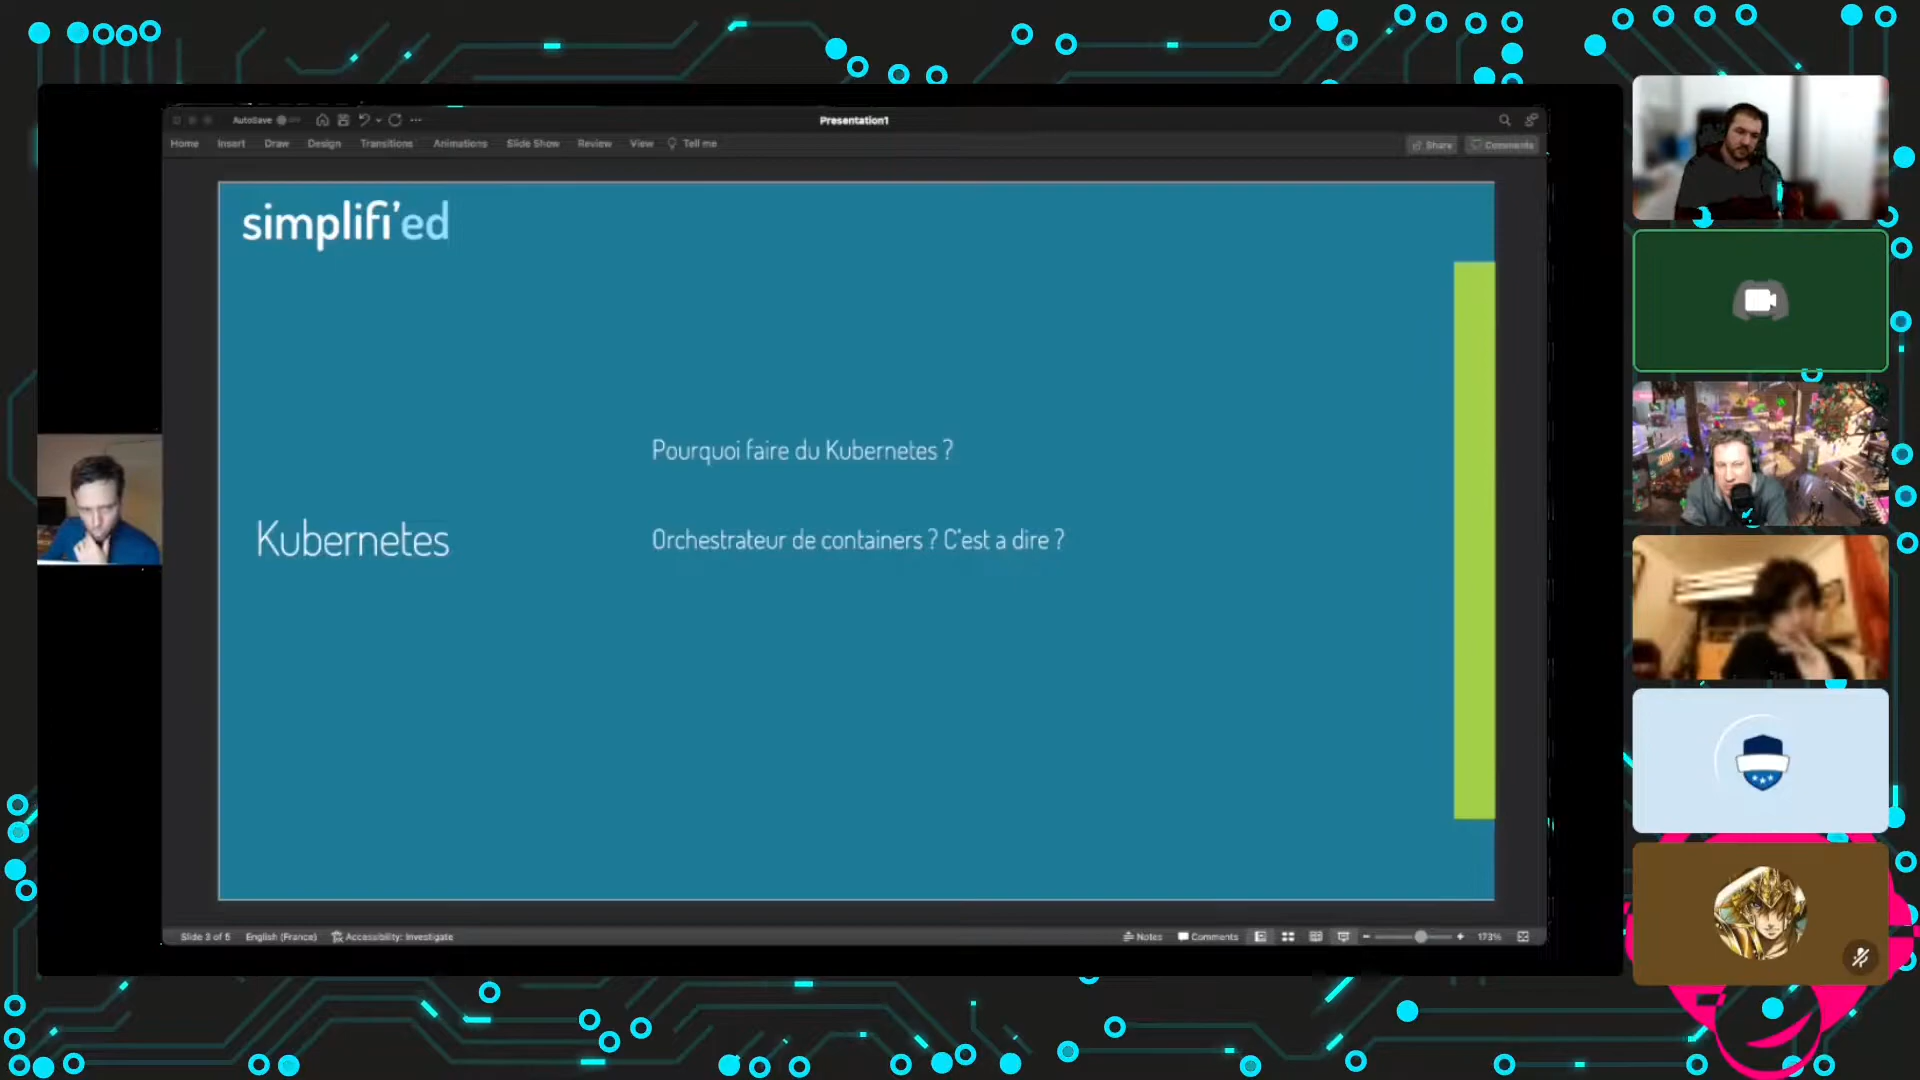 AutoSave
Presentation1
Home Insert Draw Design Transitions Animations Slide Show Review View Tell me
Share Comments
simplifi'ed
Pourquoi faire du Kubernetes ?
Kubernetes
Orchestrateur de containers ? C'est a dire ?
Slide 3 of 5 English (France) Accessibility: Investigate
Notes Comments 173%